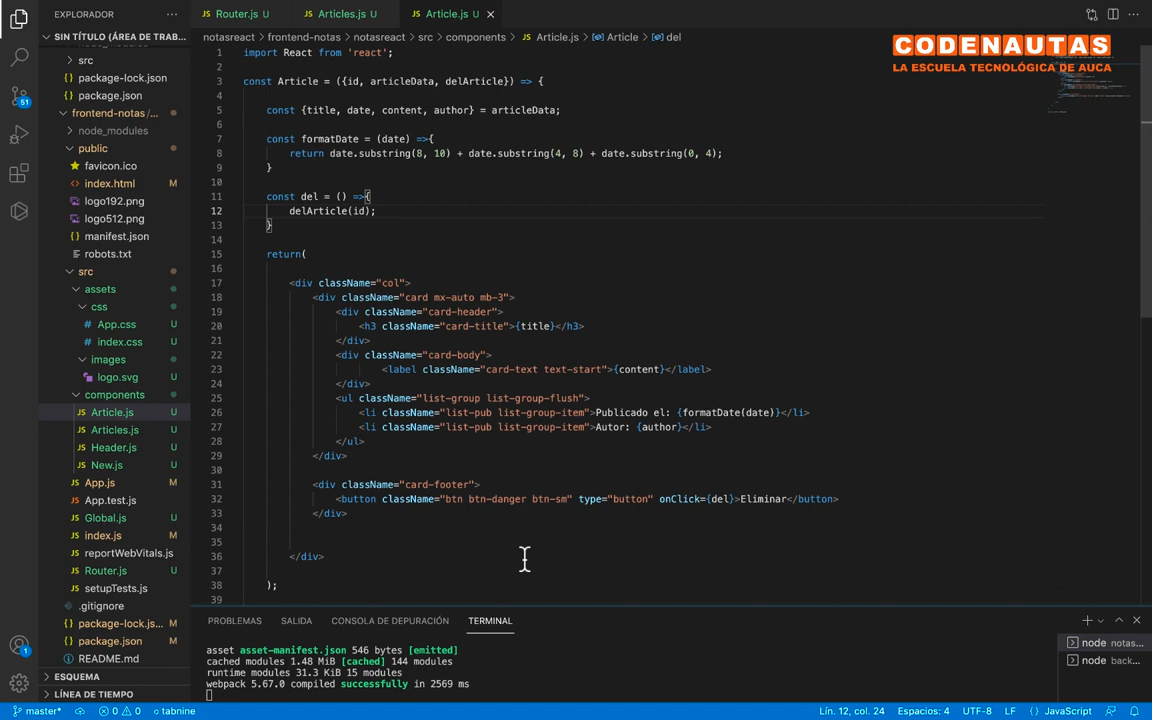 EXPLORADOR
Router.js U
Articles.js U
Article.js U
SIN TÍTULO (ÁREA DE TRAB...
notasreact > frontend-notas > notasreact > src > components > Article.js > Article > del
CODENAUTAS
LA ESCUELA TECNOLÓGICA DE AUCA
node_modules
src
package-lock.json
package.json
frontend-notas/...
node_modules
public
favicon.ico
index.html M
logo192.png
logo512.png
manifest.json
robots.txt
src
assets
css
App.css U
index.css U
images
logo.svg U
components
Article.js U
Articles.js U
Header.js U
New.js U
App.js M
App.test.js
Global.js U
index.js M
reportWebVitals.js
Router.js U
setupTests.js
.gitignore
package-lock.js... M
package.json M
README.md
ESQUEMA
LÍNEA DE TIEMPO
51
1
1 import React from 'react';
2
3 const Article = ({id, articleData, delArticle}) => {
4
5 const {title, date, content, author} = articleData;
6
7 const formatDate = (date) =>{
8 return date.substring(8, 10) + date.substring(4, 8) + date.substring(0, 4);
9 }
10
11 const del = () =>{
12 delArticle(id);
13 }
14
15 return(
16
17 <div className="col">
18 <div className="card mx-auto mb-3">
19 <div className="card-header">
20 <h3 className="card-title">{title}</h3>
21 </div>
22 <div className="card-body">
23 <label className="card-text text-start">{content}</label>
24 </div>
25 <ul className="list-group list-group-flush">
26 <li className="list-pub list-group-item">Publicado el: {formatDate(date)}</li>
27 <li className="list-pub list-group-item">Autor: {author}</li>
28 </ul>
29 </div>
30
31 <div className="card-footer">
32 <button className="btn btn-danger btn-sm" type="button" onClick={del}>Eliminar</button>
33 </div>
34
35
36 </div>
37
38 );
39
PROBLEMAS SALIDA CONSOLA DE DEPURACIÓN TERMINAL
asset asset-manifest.json 546 bytes [emitted]
cached modules 1.48 MiB [cached] 144 modules
runtime modules 31.3 KiB 15 modules
webpack 5.67.0 compiled successfully in 2569 ms
node notas...
node back...
master* 0 0 tabnine Lín. 12, col. 24 Espacios: 4 UTF-8 LF {} JavaScript